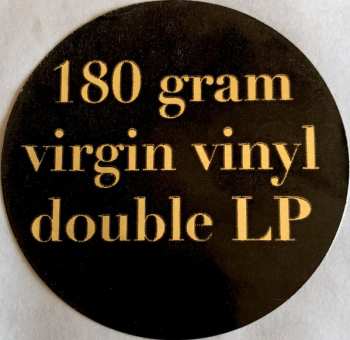 180 gram
virgin vinyl
double LP